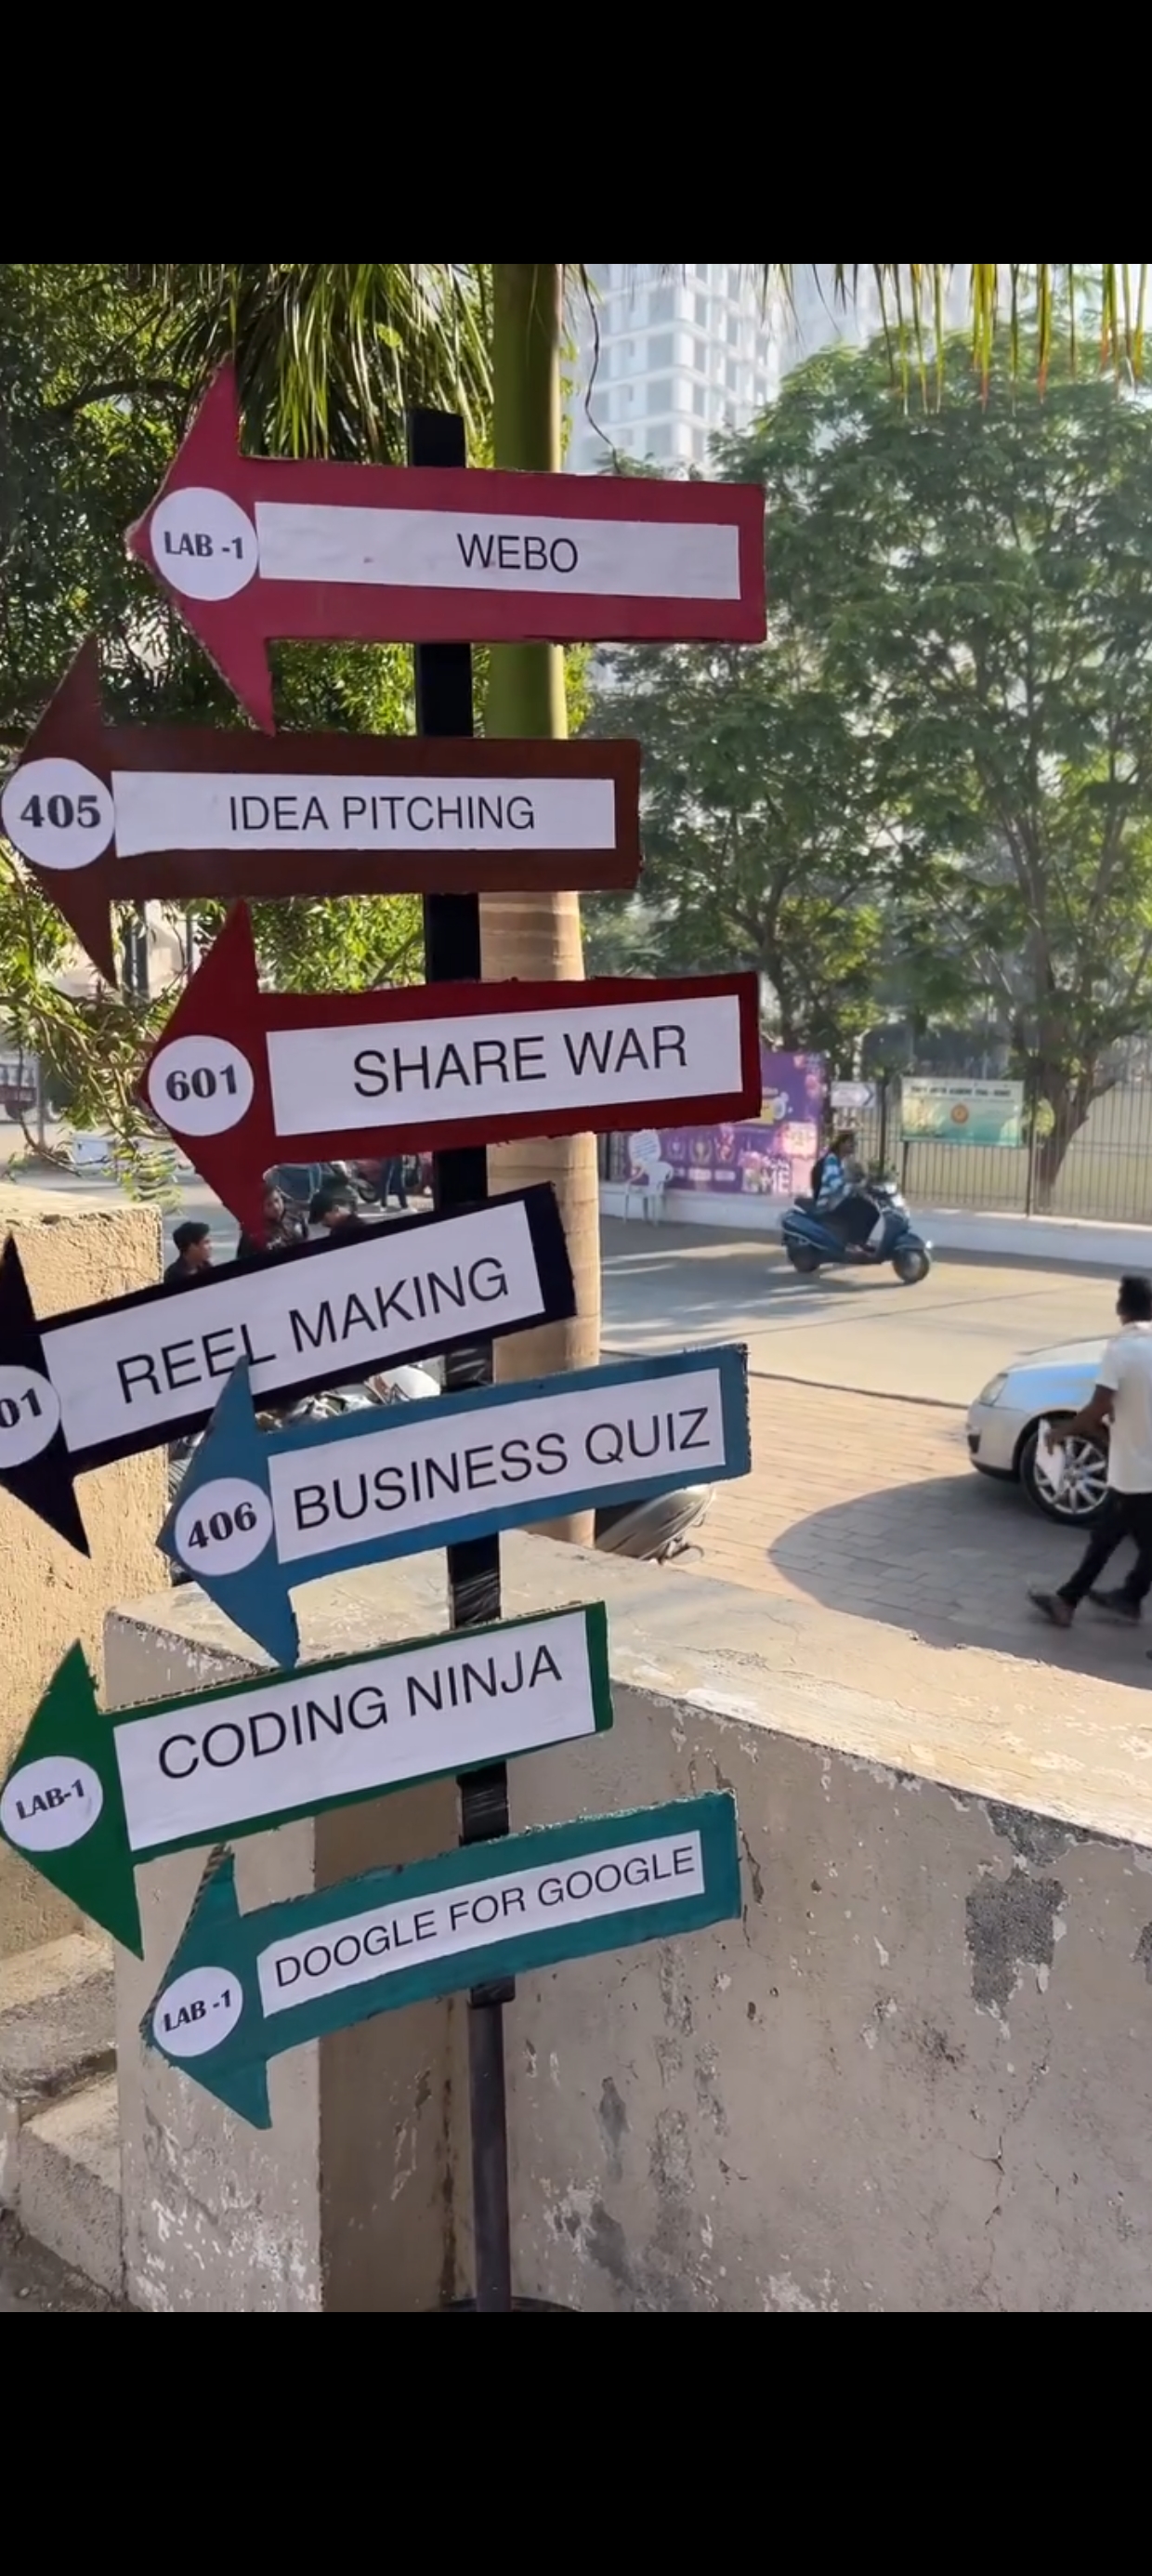 LAB -1 WEBO
405 IDEA PITCHING
601 SHARE WAR
01 REEL MAKING
406 BUSINESS QUIZ
LAB-1 CODING NINJA
LAB -1 DOOGLE FOR GOOGLE